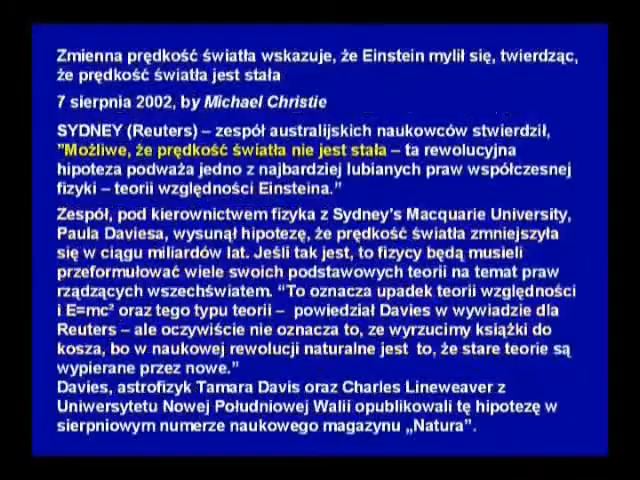 Zmienna prędkość światła wskazuje, że Einstein mylił się, twierdząc,
że prędkość światła jest stała
7 sierpnia 2002, by Michael Christie
SYDNEY (Reuters) – zespół australijskich naukowców stwierdził,
”Możliwe, że prędkość światła nie jest stała – ta rewolucyjna
hipoteza podważa jedno z najbardziej lubianych praw współczesnej
fizyki – teorii względności Einsteina.”
Zespół, pod kierownictwem fizyka z Sydney's Macquarie University,
Paula Daviesa, wysunął hipotezę, że prędkość światła zmniejszyła
się w ciągu miliardów lat. Jeśli tak jest, to fizycy będą musieli
przeformułować wiele swoich podstawowych teorii na temat praw
rządzących wszechświatem. “To oznacza upadek teorii względności
i E=mc² oraz tego typu teorii – powiedział Davies w wywiadzie dla
Reuters – ale oczywiście nie oznacza to, ze wyrzucimy książki do
kosza, bo w naukowej rewolucji naturalne jest to, że stare teorie są
wypierane przez nowe.”
Davies, astrofizyk Tamara Davis oraz Charles Lineweaver z
Uniwersytetu Nowej Południowej Walii opublikowali tę hipotezę w
sierpniowym numerze naukowego magazynu „Natura”.